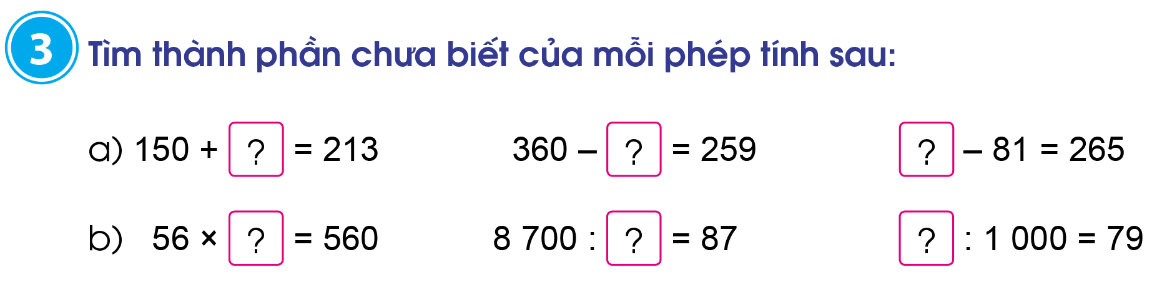 3 Tìm thành phần chưa biết của mỗi phép tính sau:
a) 150 + ? = 213 360 – ? = 259 ? – 81 = 265
b) 56 × ? = 560 8 700 : ? = 87 ? : 1 000 = 79